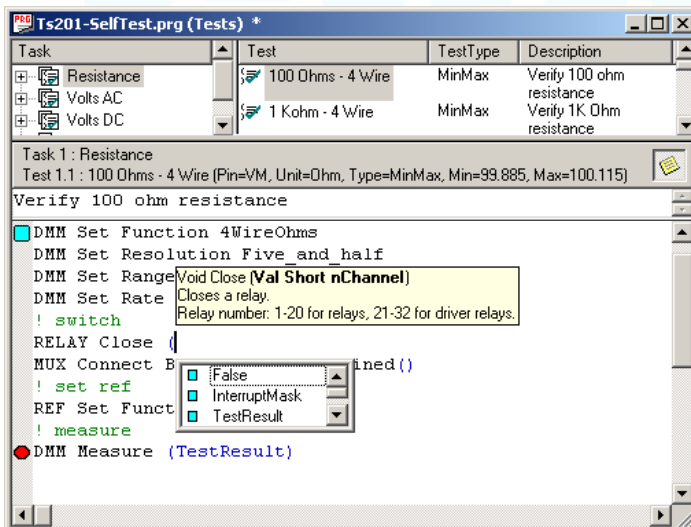 PRG
Ts201-SelfTest.prg (Tests) *
Task
Test TestType Description
Resistance
Volts AC
Volts DC
100 Ohms - 4 Wire MinMax Verify 100 ohm
resistance
1 Kohm - 4 Wire MinMax Verify 1K Ohm
resistance
Task 1 : Resistance
Test 1.1 : 100 Ohms - 4 Wire (Pin=VM, Unit=Ohm, Type=MinMax, Min=99.885, Max=100.115)
Verify 100 ohm resistance
DMM Set Function 4WireOhms
DMM Set Resolution Five_and_half
DMM Set Range
Void Close (Val Short nChannel)
Closes a relay.
Relay number: 1-20 for relays, 21-32 for driver relays.
DMM Set Rate
! switch
RELAY Close (
MUX Connect B ined()
! set ref
REF Set Funct
False
InterruptMask
TestResult
! measure
DMM Measure (TestResult)